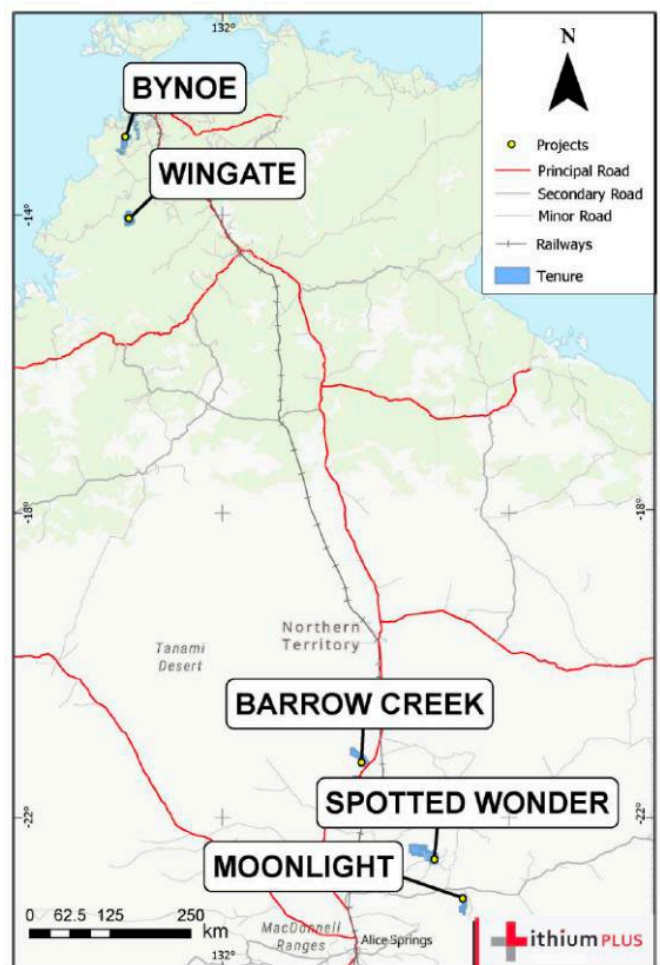 132°
BYNOE
WINGATE
N
Projects
Principal Road
Secondary Road
Minor Road
Railways
Tenure
-14°
-18°
-18°
Northern
Territory
Tanami
Desert
BARROW CREEK
SPOTTED WONDER
-22°
-22°
MOONLIGHT
0 62.5 125 250
km
MacDonnell
Ranges
Alice Springs
132°
Lithium PLUS